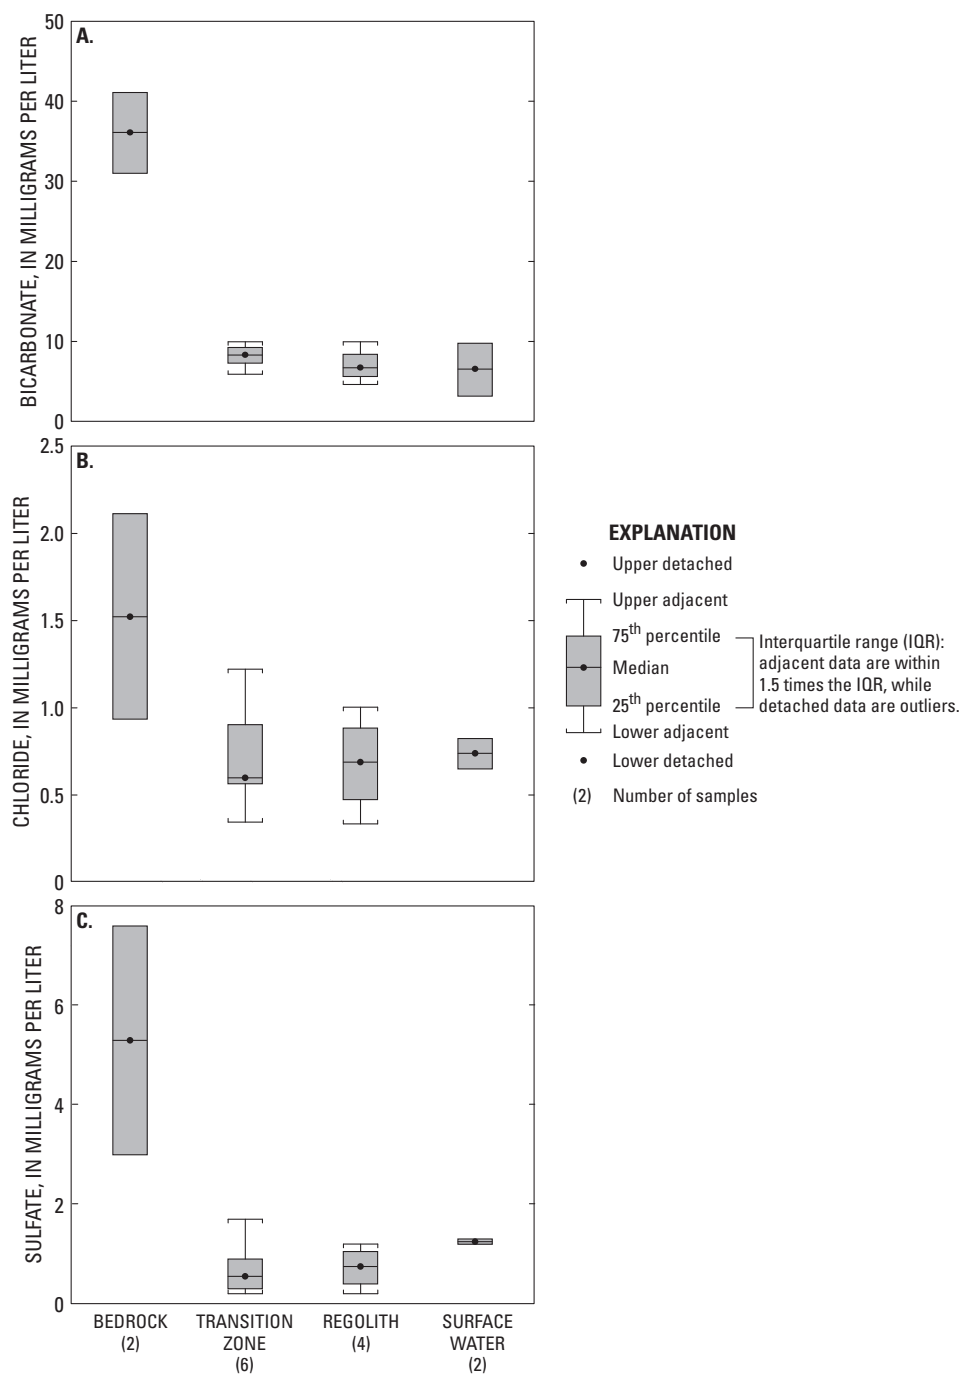 A.
BICARBONATE, IN MILLIGRAMS PER LITER
50
40
30
20
10
0
B.
CHLORIDE, IN MILLIGRAMS PER LITER
2.5
2.0
1.5
1.0
0.5
0
C.
SULFATE, IN MILLIGRAMS PER LITER
8
6
4
2
0
BEDROCK
(2)
TRANSITION
ZONE
(6)
REGOLITH
(4)
SURFACE
WATER
(2)
EXPLANATION
Upper detached
Upper adjacent
75th percentile
Median
25th percentile
Lower adjacent
Lower detached
(2) Number of samples
Interquartile range (IQR):
adjacent data are within
1.5 times the IQR, while
detached data are outliers.